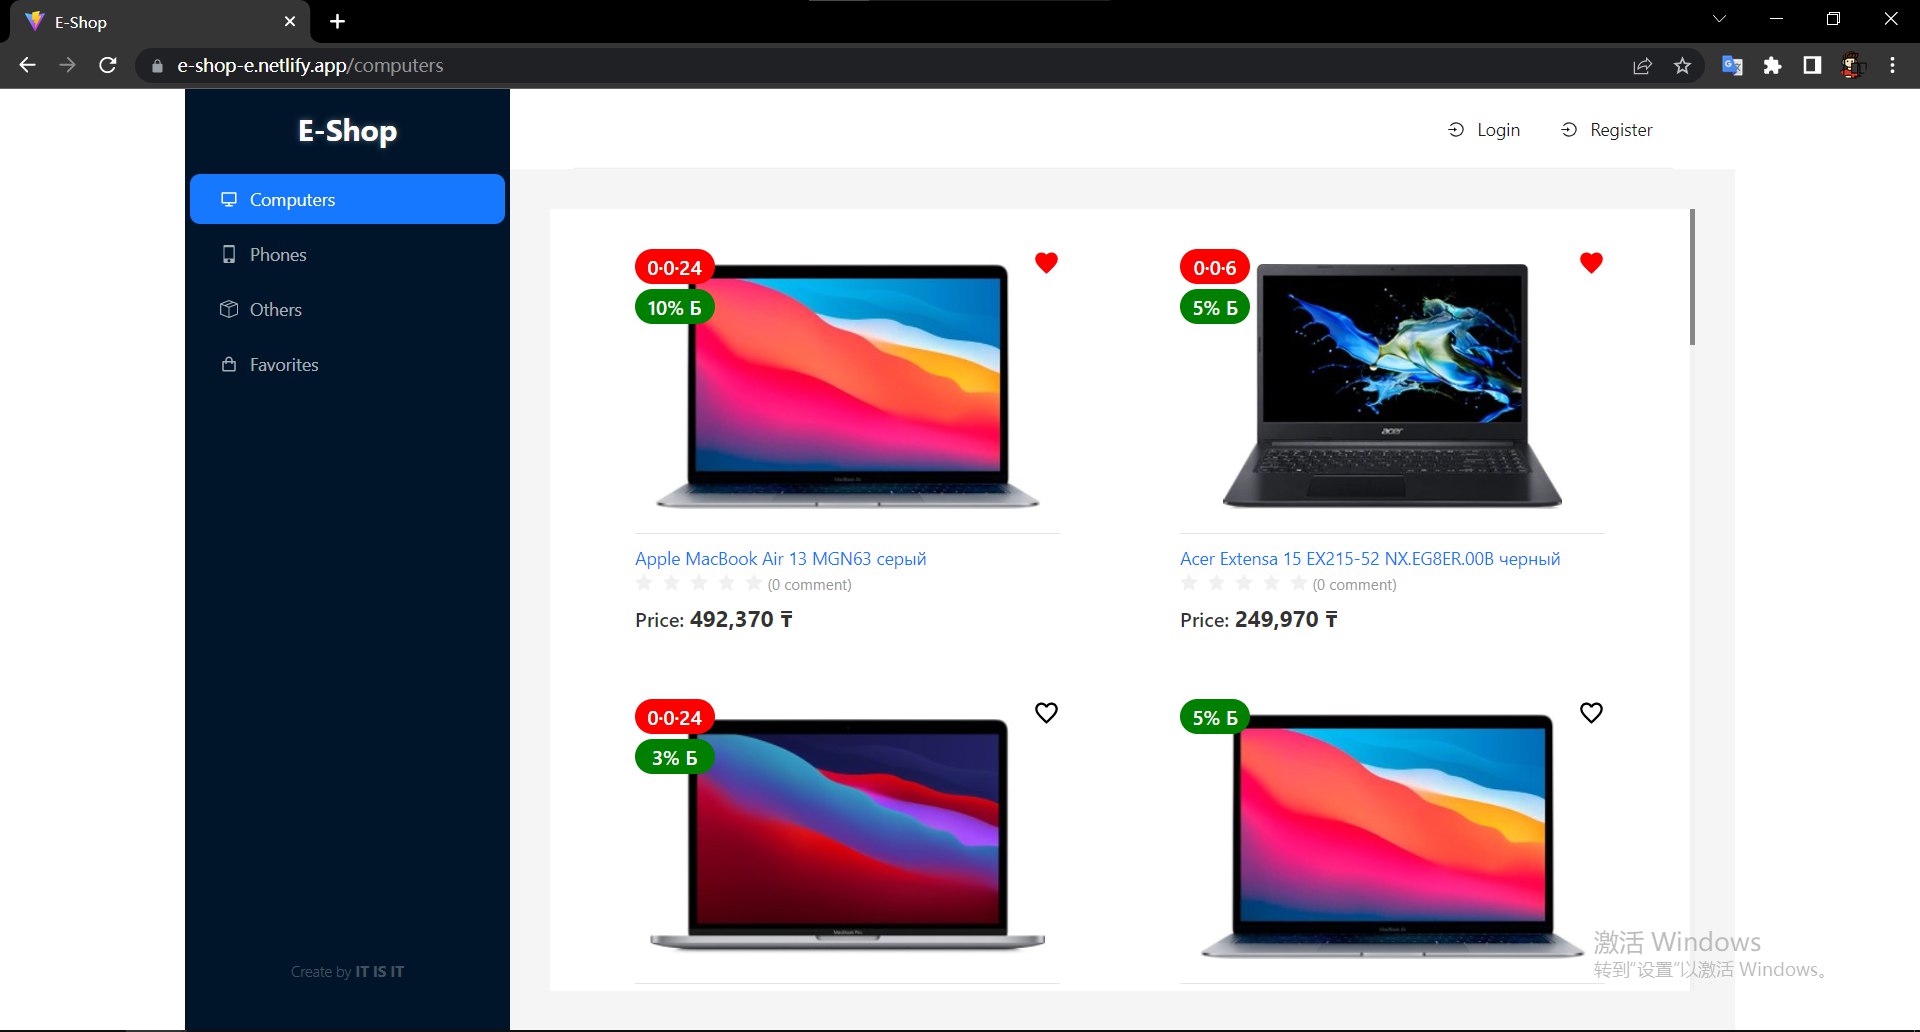 E-Shop
e-shop-e.netlify.app/computers
E-Shop
Login
Register
Computers
Phones
Others
Favorites
Create by IT IS IT
0·0·24
10% Б
Apple MacBook Air 13 MGN63 серый
(0 comment)
Price: 492,370 ₸
0·0·6
5% Б
acer
Acer Extensa 15 EX215-52 NX.EG8ER.00B черный
(0 comment)
Price: 249,970 ₸
0·0·24
3% Б
MacBook Pro
5% Б
激活 Windows
转到"设置"以激活 Windows。